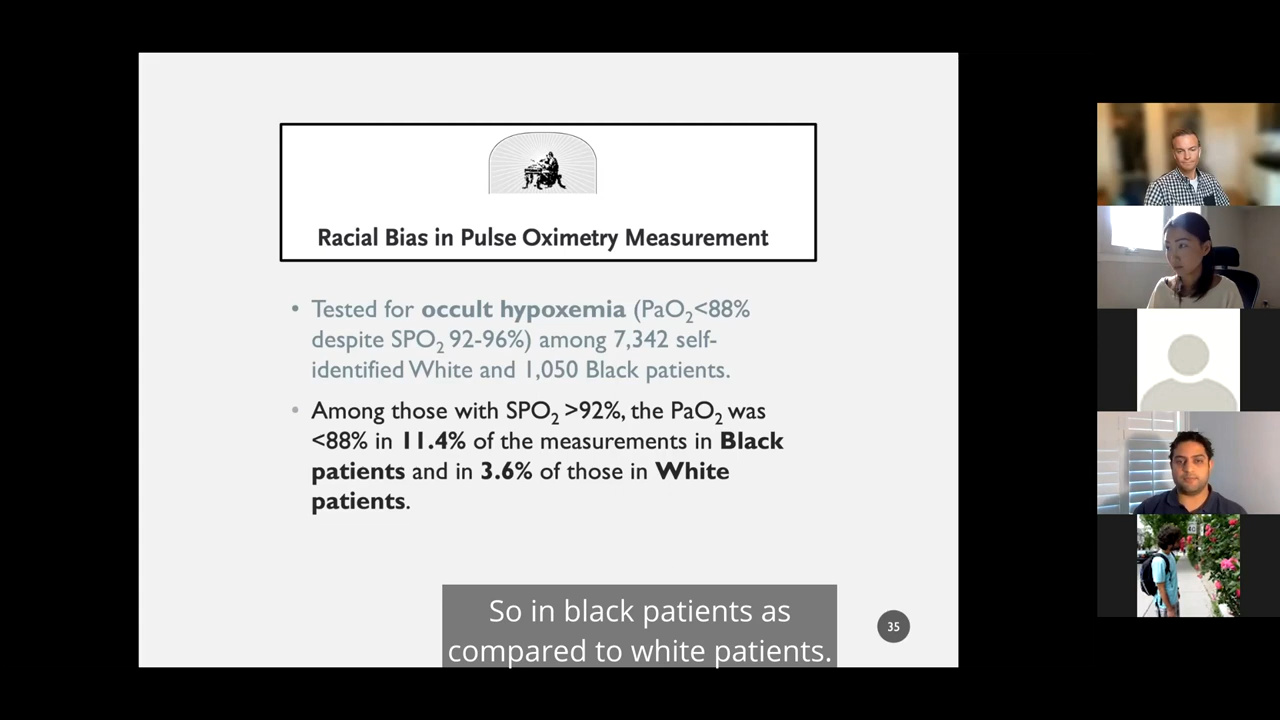 Racial Bias in Pulse Oximetry Measurement
• Tested for occult hypoxemia (PaO₂<88%
despite SPO₂ 92-96%) among 7,342 self-
identified White and 1,050 Black patients.
• Among those with SPO₂ >92%, the PaO₂ was
<88% in 11.4% of the measurements in Black
patients and in 3.6% of those in White
patients.
35
So in black patients as
compared to white patients.